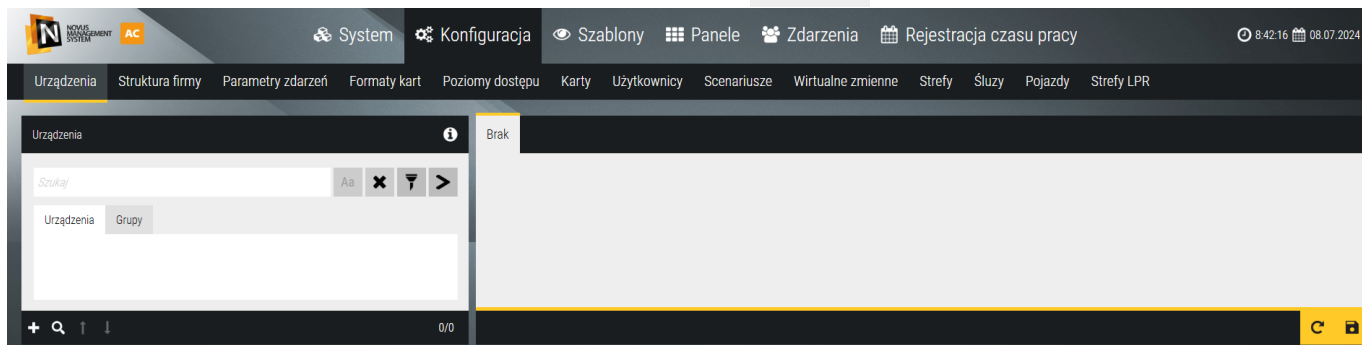 NOVUS
MANAGEMENT
SYSTEM
AC
System Konfiguracja Szablony Panele Zdarzenia Rejestracja czasu pracy 8:42:16 08.07.2024
Urządzenia Struktura firmy Parametry zdarzeń Formaty kart Poziomy dostępu Karty Użytkownicy Scenariusze Wirtualne zmienne Strefy Śluzy Pojazdy Strefy LPR
Urządzenia Brak
Szukaj Aa
Urządzenia Grupy
0/0